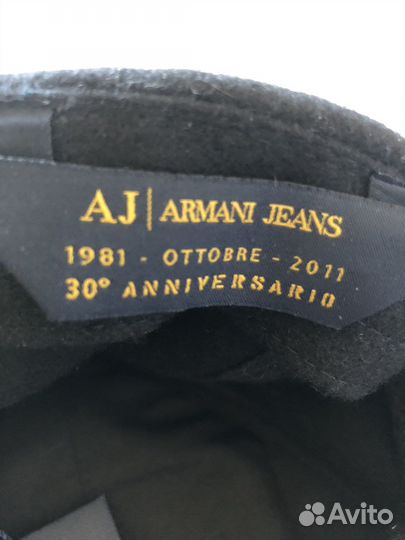 AJ | ARMANI JEANS
1981 - OTTOBRE - 2011
30° ANNIVERSARIO
Avito